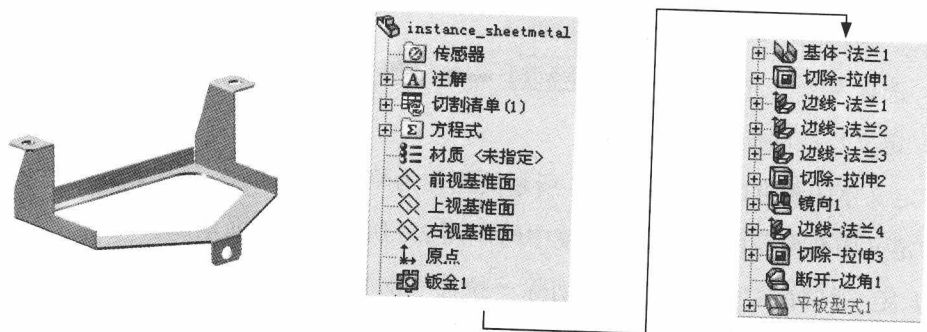 instance_sheetmetal
传感器
注解
切割清单(1)
方程式
材质 <未指定>
前视基准面
上视基准面
右视基准面
原点
钣金1
基体-法兰1
切除-拉伸1
边线-法兰1
边线-法兰2
边线-法兰3
切除-拉伸2
镜向1
边线-法兰4
切除-拉伸3
断开-边角1
平板型式1